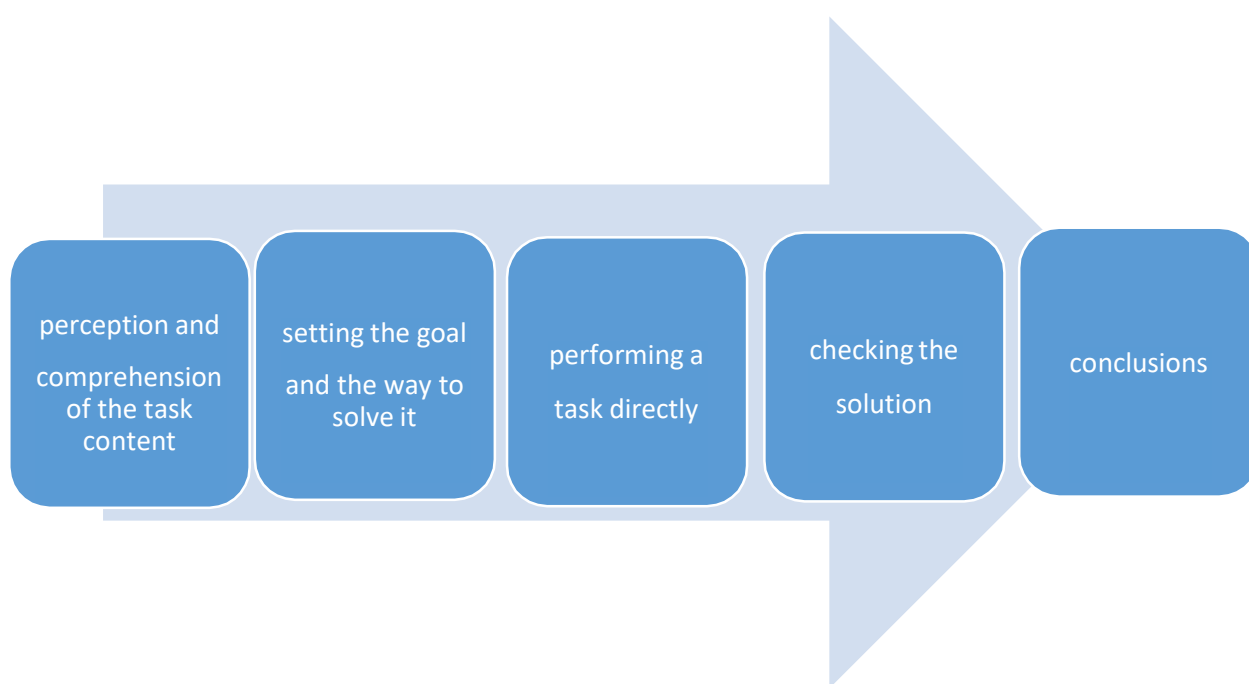 perception and
comprehension
of the task
content
setting the goal
and the way to
solve it
performing a
task directly
checking the
solution
conclusions